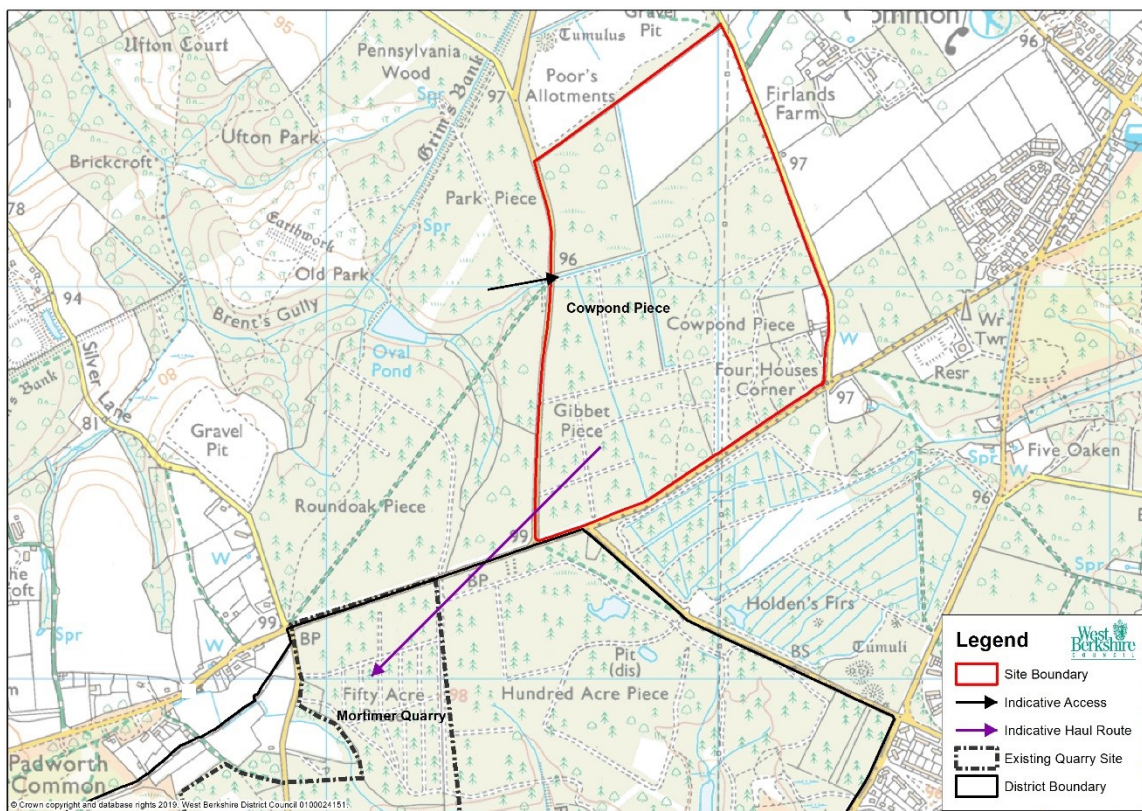 Ufton Court
95
Gravel
Pit
Common
96
Tumulus
Pennsylvania
Wood
Poor's
Allotments
97
Spr
Grim's Bank
Firlands
Farm
Ufton Park
Brickcroft
97
78
Park Piece
Earthwork
Spr
Old Park
96
94
Cowpond Piece
Brent's Gully
Cowpond Piece
Wr
Twr
Oval
Pond
W
Bank
Silver Lane
08
Four Houses
Corner
Resr
97
81
Gibbet
Piece
Gravel
Pit
Spr
Five Oaken
W
Roundoak Piece
96
99
W
BP
Spr
Holden's Firs
99
BP
Spr
W
Pit
(dis)
BS
Tumuli
Fifty Acre
98
Hundred Acre Piece
Mortimer Quarry
Padworth
Common
Legend
West
Berkshire
COUNCIL
Site Boundary
Indicative Access
Indicative Haul Route
Existing Quarry Site
District Boundary
© Crown copyright and database rights 2019. West Berkshire District Council 0100024151.